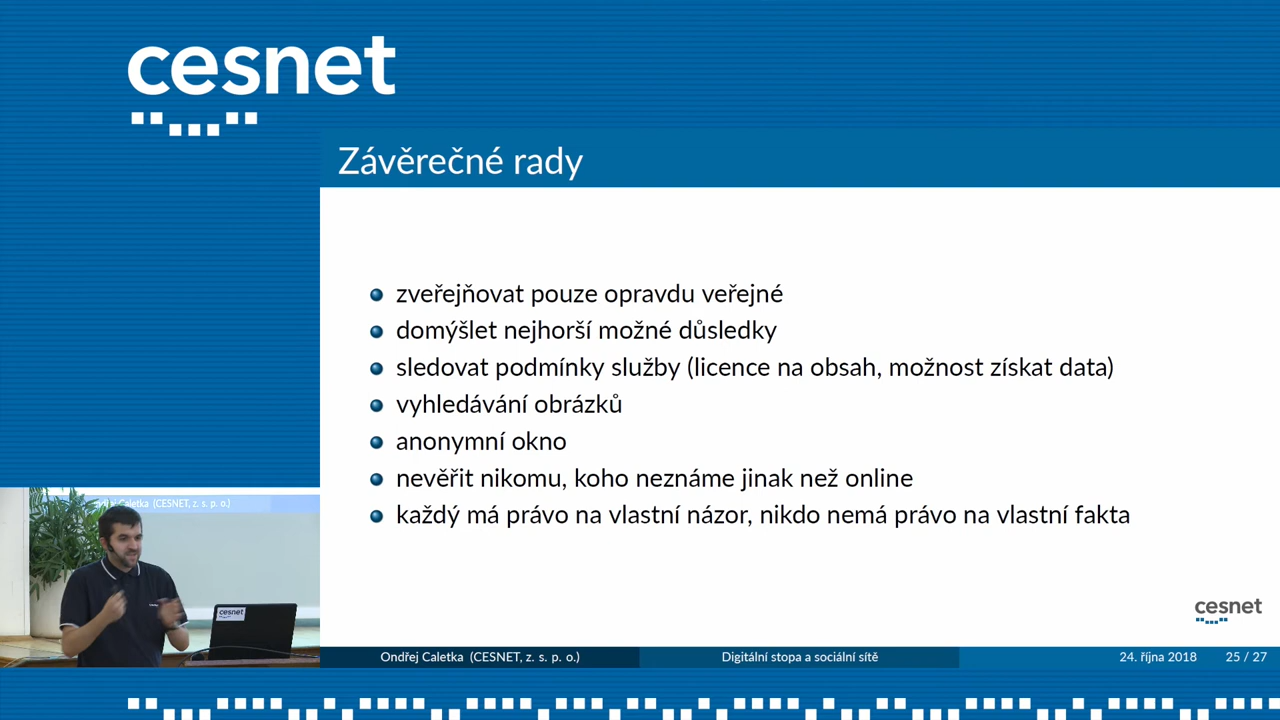 cesnet
Závěrečné rady
zveřejňovat pouze opravdu veřejné
domýšlet nejhorší možné důsledky
sledovat podmínky služby (licence na obsah, možnost získat data)
vyhledávání obrázků
anonymní okno
nevěřit nikomu, koho neznáme jinak než online
každý má právo na vlastní názor, nikdo nemá právo na vlastní fakta
cesnet
Ondřej Caletka (CESNET, z. s. p. o.)
Digitální stopa a sociální sítě
24. října 2018
25 / 27
Caletka (CESNET, z. s. p. o.)
cesnet